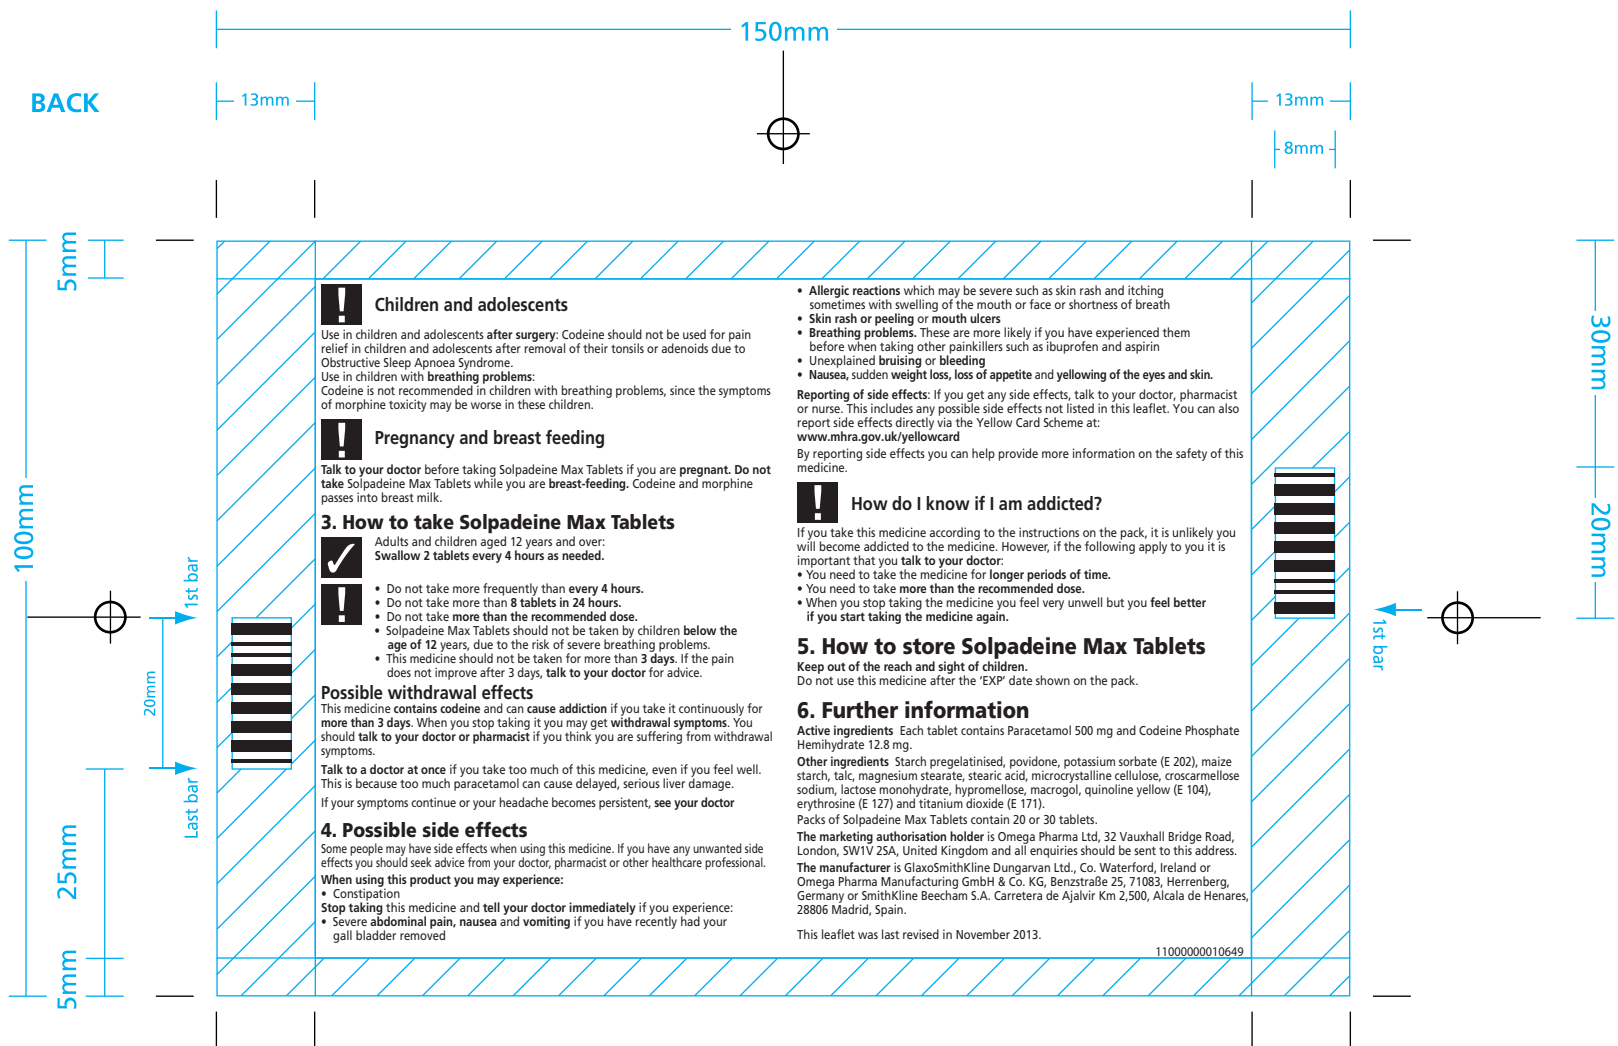 150mm
BACK
13mm
13mm
8mm
5mm
100mm
1st bar
20mm
Last bar
25mm
5mm
! Children and adolescents
Use in children and adolescents after surgery: Codeine should not be used for pain
relief in children and adolescents after removal of their tonsils or adenoids due to
Obstructive Sleep Apnoea Syndrome.
Use in children with breathing problems:
Codeine is not recommended in children with breathing problems, since the symptoms
of morphine toxicity may be worse in these children.
! Pregnancy and breast feeding
Talk to your doctor before taking Solpadeine Max Tablets if you are pregnant. Do not
take Solpadeine Max Tablets while you are breast-feeding. Codeine and morphine
passes into breast milk.
3. How to take Solpadeine Max Tablets
✓ Adults and children aged 12 years and over:
Swallow 2 tablets every 4 hours as needed.
! • Do not take more frequently than every 4 hours.
• Do not take more than 8 tablets in 24 hours.
• Do not take more than the recommended dose.
• Solpadeine Max Tablets should not be taken by children below the
age of 12 years, due to the risk of severe breathing problems.
• This medicine should not be taken for more than 3 days. If the pain
does not improve after 3 days, talk to your doctor for advice.
Possible withdrawal effects
This medicine contains codeine and can cause addiction if you take it continuously for
more than 3 days. When you stop taking it you may get withdrawal symptoms. You
should talk to your doctor or pharmacist if you think you are suffering from withdrawal
symptoms.
Talk to a doctor at once if you take too much of this medicine, even if you feel well.
This is because too much paracetamol can cause delayed, serious liver damage.
If your symptoms continue or your headache becomes persistent, see your doctor
4. Possible side effects
Some people may have side effects when using this medicine. If you have any unwanted side
effects you should seek advice from your doctor, pharmacist or other healthcare professional.
When using this product you may experience:
• Constipation
Stop taking this medicine and tell your doctor immediately if you experience:
• Severe abdominal pain, nausea and vomiting if you have recently had your
gall bladder removed
• Allergic reactions which may be severe such as skin rash and itching
sometimes with swelling of the mouth or face or shortness of breath
• Skin rash or peeling or mouth ulcers
• Breathing problems. These are more likely if you have experienced them
before when taking other painkillers such as ibuprofen and aspirin
• Unexplained bruising or bleeding
• Nausea, sudden weight loss, loss of appetite and yellowing of the eyes and skin.
Reporting of side effects: If you get any side effects, talk to your doctor, pharmacist
or nurse. This includes any possible side effects not listed in this leaflet. You can also
report side effects directly via the Yellow Card Scheme at:
www.mhra.gov.uk/yellowcard
By reporting side effects you can help provide more information on the safety of this
medicine.
! How do I know if I am addicted?
If you take this medicine according to the instructions on the pack, it is unlikely you
will become addicted to the medicine. However, if the following apply to you it is
important that you talk to your doctor:
• You need to take the medicine for longer periods of time.
• You need to take more than the recommended dose.
• When you stop taking the medicine you feel very unwell but you feel better
if you start taking the medicine again.
5. How to store Solpadeine Max Tablets
Keep out of the reach and sight of children.
Do not use this medicine after the ‘EXP’ date shown on the pack.
6. Further information
Active ingredients Each tablet contains Paracetamol 500 mg and Codeine Phosphate
Hemihydrate 12.8 mg.
Other ingredients Starch pregelatinised, povidone, potassium sorbate (E 202), maize
starch, talc, magnesium stearate, stearic acid, microcrystalline cellulose, croscarmellose
sodium, lactose monohydrate, hypromellose, macrogol, quinoline yellow (E 104),
erythrosine (E 127) and titanium dioxide (E 171).
Packs of Solpadeine Max Tablets contain 20 or 30 tablets.
The marketing authorisation holder is Omega Pharma Ltd, 32 Vauxhall Bridge Road,
London, SW1V 2SA, United Kingdom and all enquiries should be sent to this address.
The manufacturer is GlaxoSmithKline Dungarvan Ltd., Co. Waterford, Ireland or
Omega Pharma Manufacturing GmbH & Co. KG, Benzstraße 25, 71083, Herrenberg,
Germany or SmithKline Beecham S.A. Carretera de Ajalvir Km 2,500, Alcala de Henares,
28806 Madrid, Spain.
This leaflet was last revised in November 2013.
11000000010649
30mm
20mm
1st bar